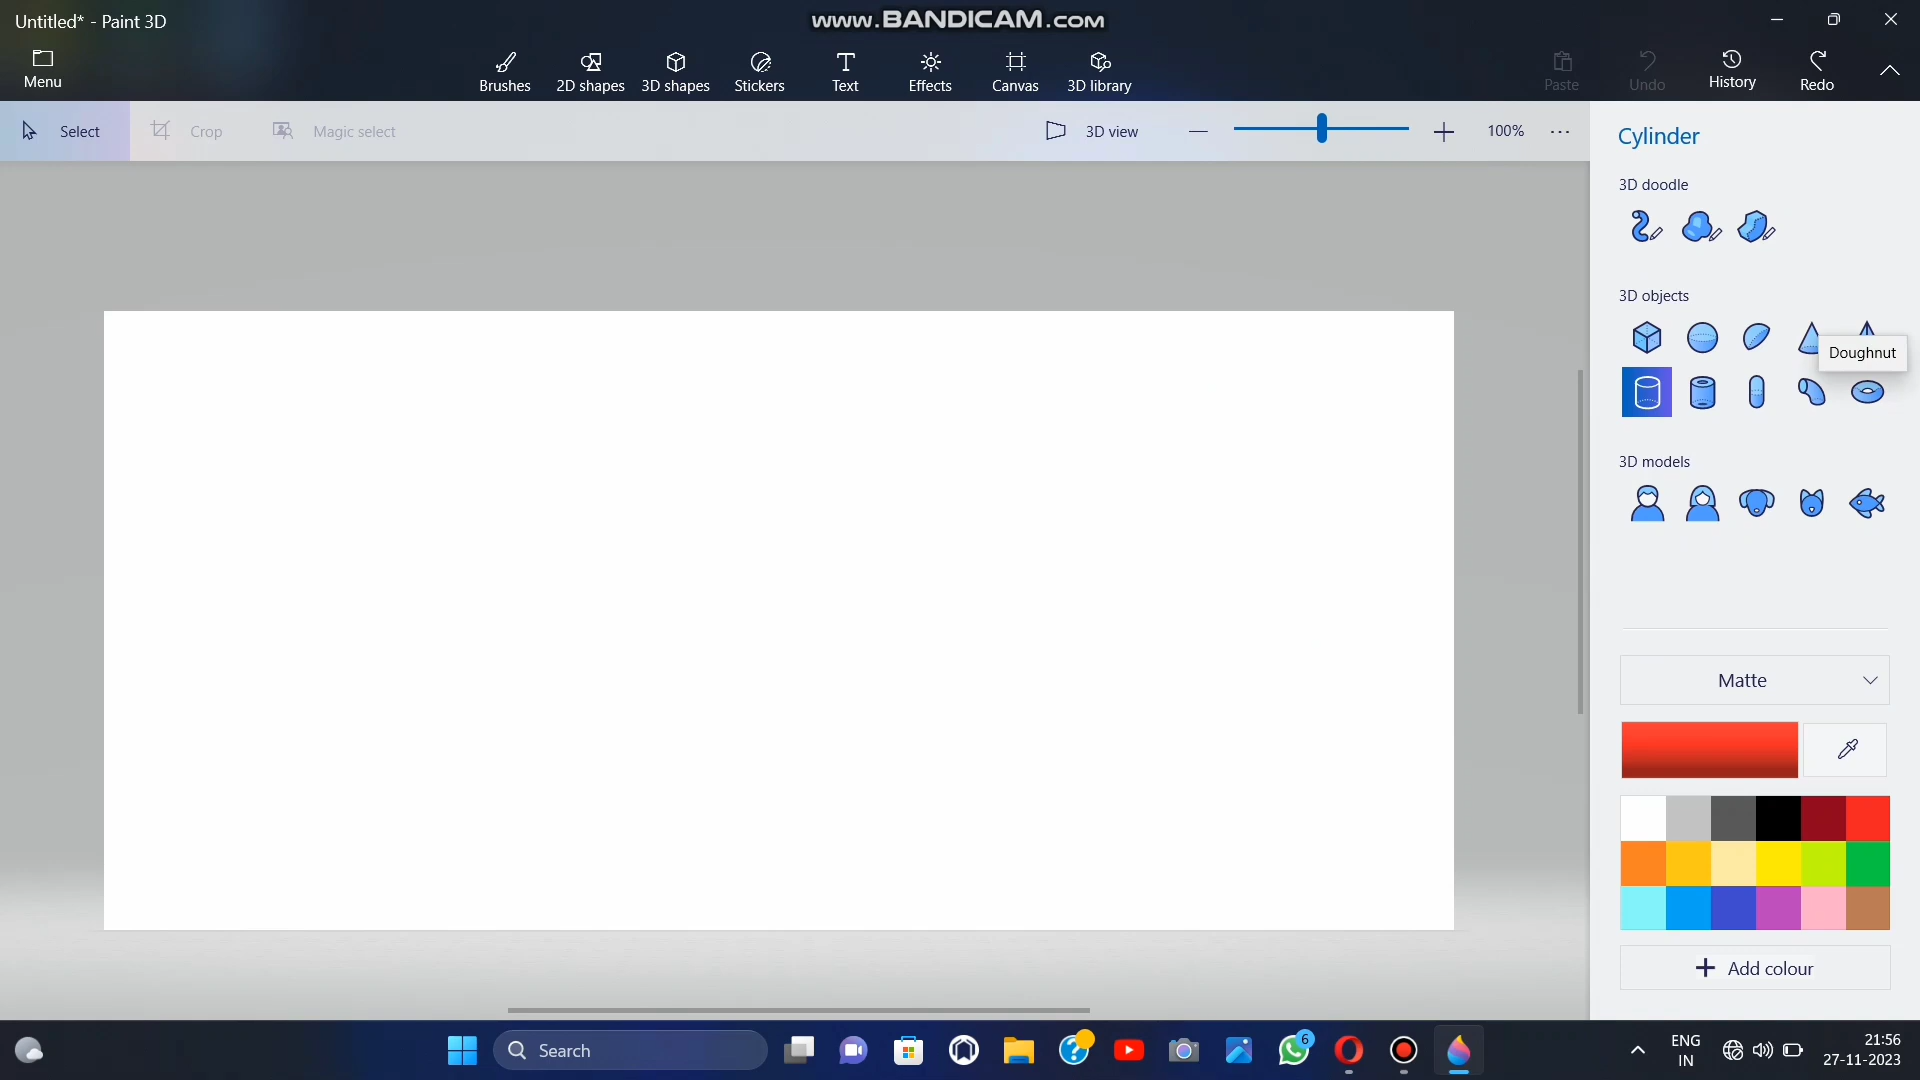 Untitled* - Paint 3D
www.BANDICAM.com
Menu
Brushes
2D shapes
3D shapes
Stickers
Text
Effects
Canvas
3D library
Paste
Undo
History
Redo
Select
Crop
Magic select
3D view
100%
Cylinder
3D doodle
3D objects
Doughnut
3D models
Matte
Add colour
Search
6
ENG
IN
21:56
27-11-2023